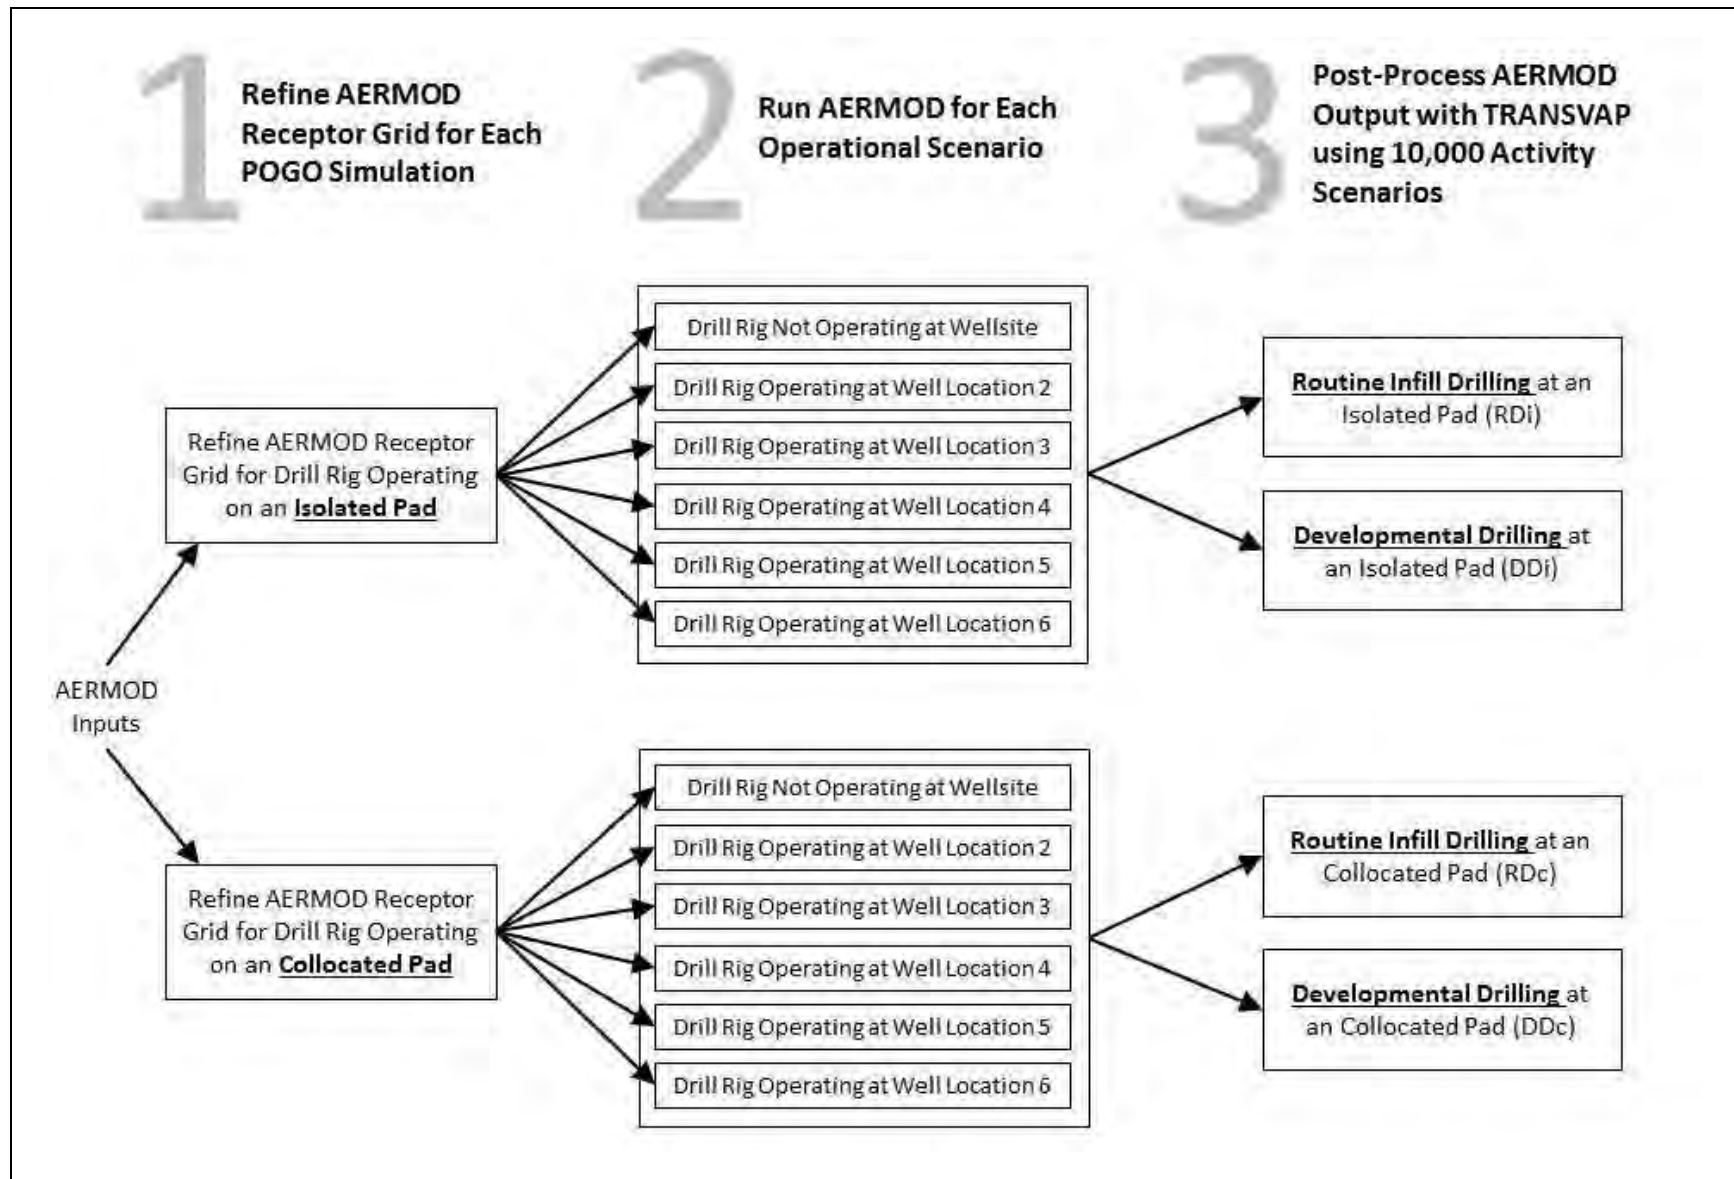 1
Refine AERMOD
Receptor Grid for Each
POGO Simulation
2
Run AERMOD for Each
Operational Scenario
3
Post-Process AERMOD
Output with TRANSVAP
using 10,000 Activity
Scenarios
AERMOD
Inputs
Refine AERMOD Receptor
Grid for Drill Rig Operating
on an Isolated Pad
Drill Rig Not Operating at Wellsite
Drill Rig Operating at Well Location 2
Drill Rig Operating at Well Location 3
Drill Rig Operating at Well Location 4
Drill Rig Operating at Well Location 5
Drill Rig Operating at Well Location 6
Routine Infill Drilling at an
Isolated Pad (RDi)
Developmental Drilling at
an Isolated Pad (DDi)
Refine AERMOD Receptor
Grid for Drill Rig Operating
on an Collocated Pad
Drill Rig Not Operating at Wellsite
Drill Rig Operating at Well Location 2
Drill Rig Operating at Well Location 3
Drill Rig Operating at Well Location 4
Drill Rig Operating at Well Location 5
Drill Rig Operating at Well Location 6
Routine Infill Drilling at an
Collocated Pad (RDc)
Developmental Drilling at
an Collocated Pad (DDc)